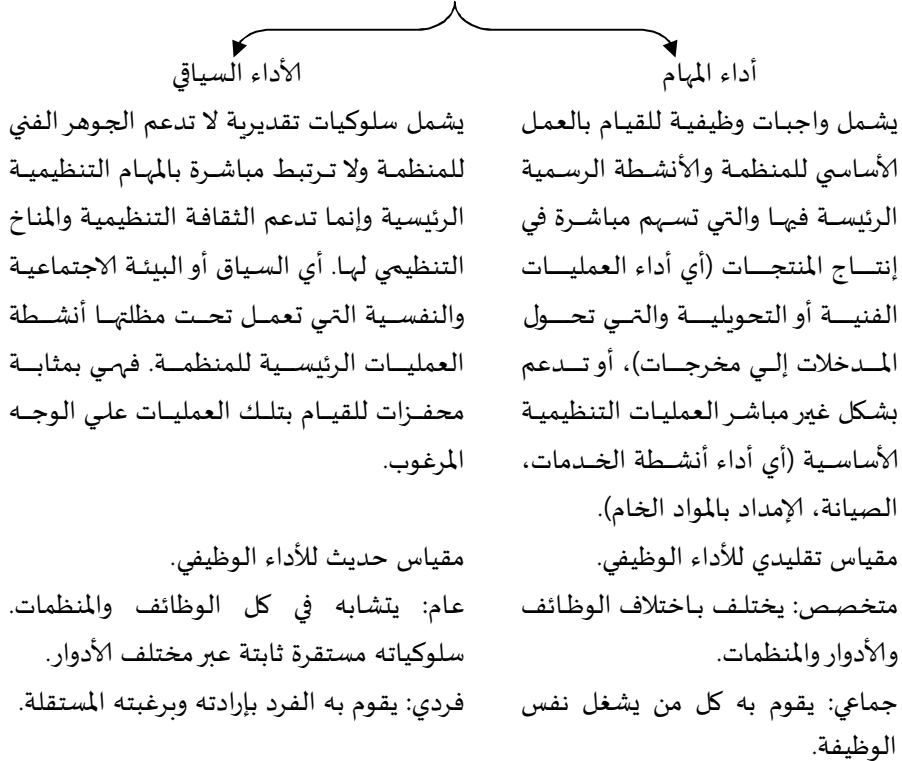 أداء المهام
يشمل واجبات وظيفية للقيام بالعمل
الأساسي للمنظمة والأنشطة الرسمية
الرئيسة فيها والتي تسهم مباشرة في
إنتاج المنتجات (أي أداء العمليات
الفنية أو التحويلية والتي تحول
المدخلات إلي مخرجات)، أو تدعم
بشكل غير مباشر العمليات التنظيمية
الأساسية (أي أداء أنشطة الخدمات،
الصيانة، الإمداد بالمواد الخام).
مقياس تقليدي للأداء الوظيفي.
متخصص: يختلف باختلاف الوظائف
والأدوار والمنظمات.
جماعي: يقوم به كل من يشغل نفس
الوظيفة.
الأداء السياقي
يشمل سلوكيات تقديرية لا تدعم الجوهر الفني
للمنظمة ولا ترتبط مباشرة بالمهام التنظيمية
الرئيسية وإنما تدعم الثقافة التنظيمية والمناخ
التنظيمي لها. أي السياق أو البيئة الاجتماعية
والنفسية التي تعمل تحت مظلتها أنشطة
العمليات الرئيسية للمنظمة. فهي بمثابة
محفزات للقيام بتلك العمليات علي الوجه
المرغوب.
مقياس حديث للأداء الوظيفي.
عام: يتشابه في كل الوظائف والمنظمات.
سلوكياته مستقرة ثابتة عبر مختلف الأدوار.
فردي: يقوم به الفرد بإرادته وبرغبته المستقلة.